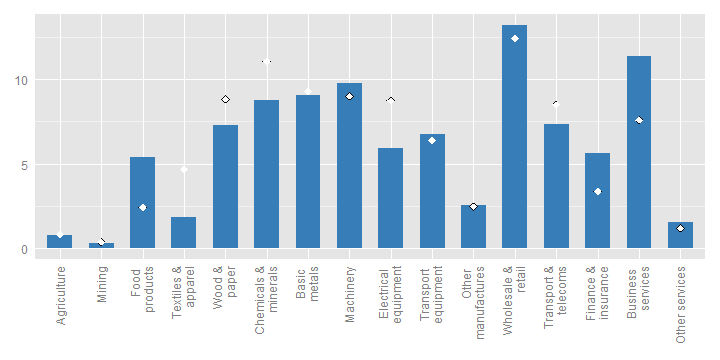 10
5
0
Agriculture
Mining
Food
products
Textiles &
apparel
Wood &
paper
Chemicals &
minerals
Basic
metals
Machinery
Electrical
equipment
Transport
equipment
Other
manufactures
Wholesale &
retail
Transport &
telecoms
Finance &
insurance
Business
services
Other services